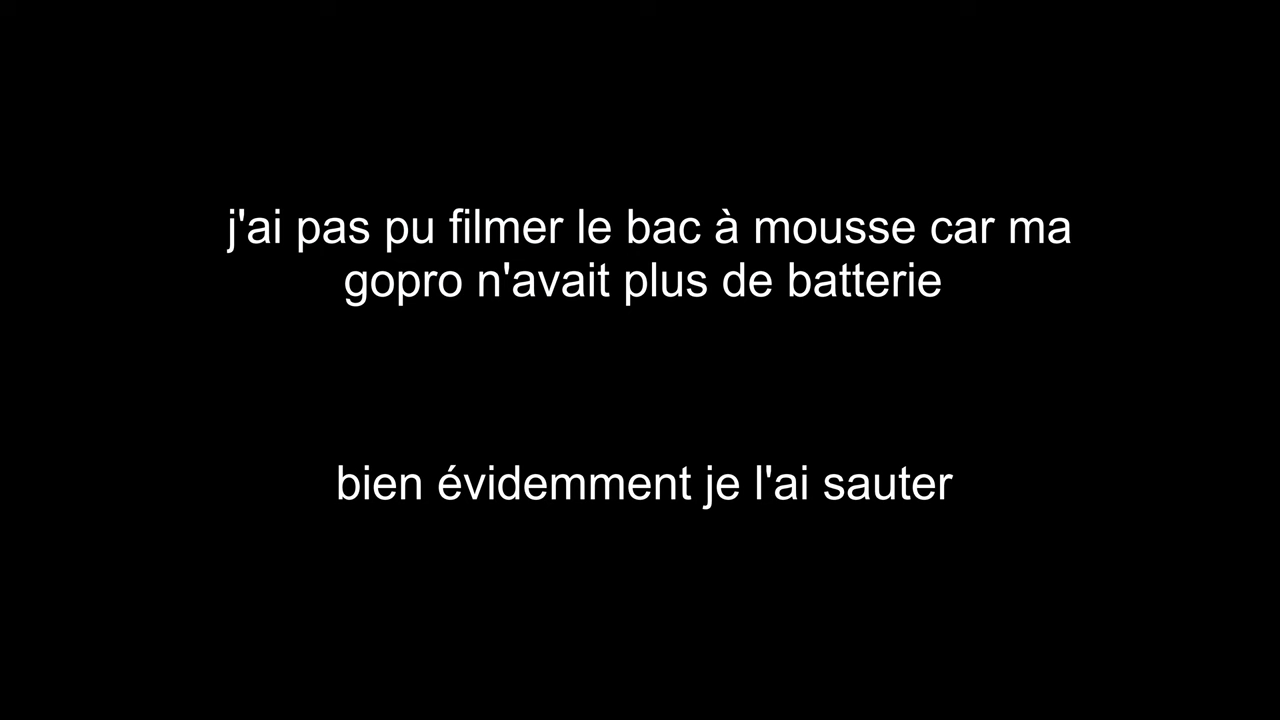 j'ai pas pu filmer le bac à mousse car ma
gopro n'avait plus de batterie
bien évidemment je l'ai sauter